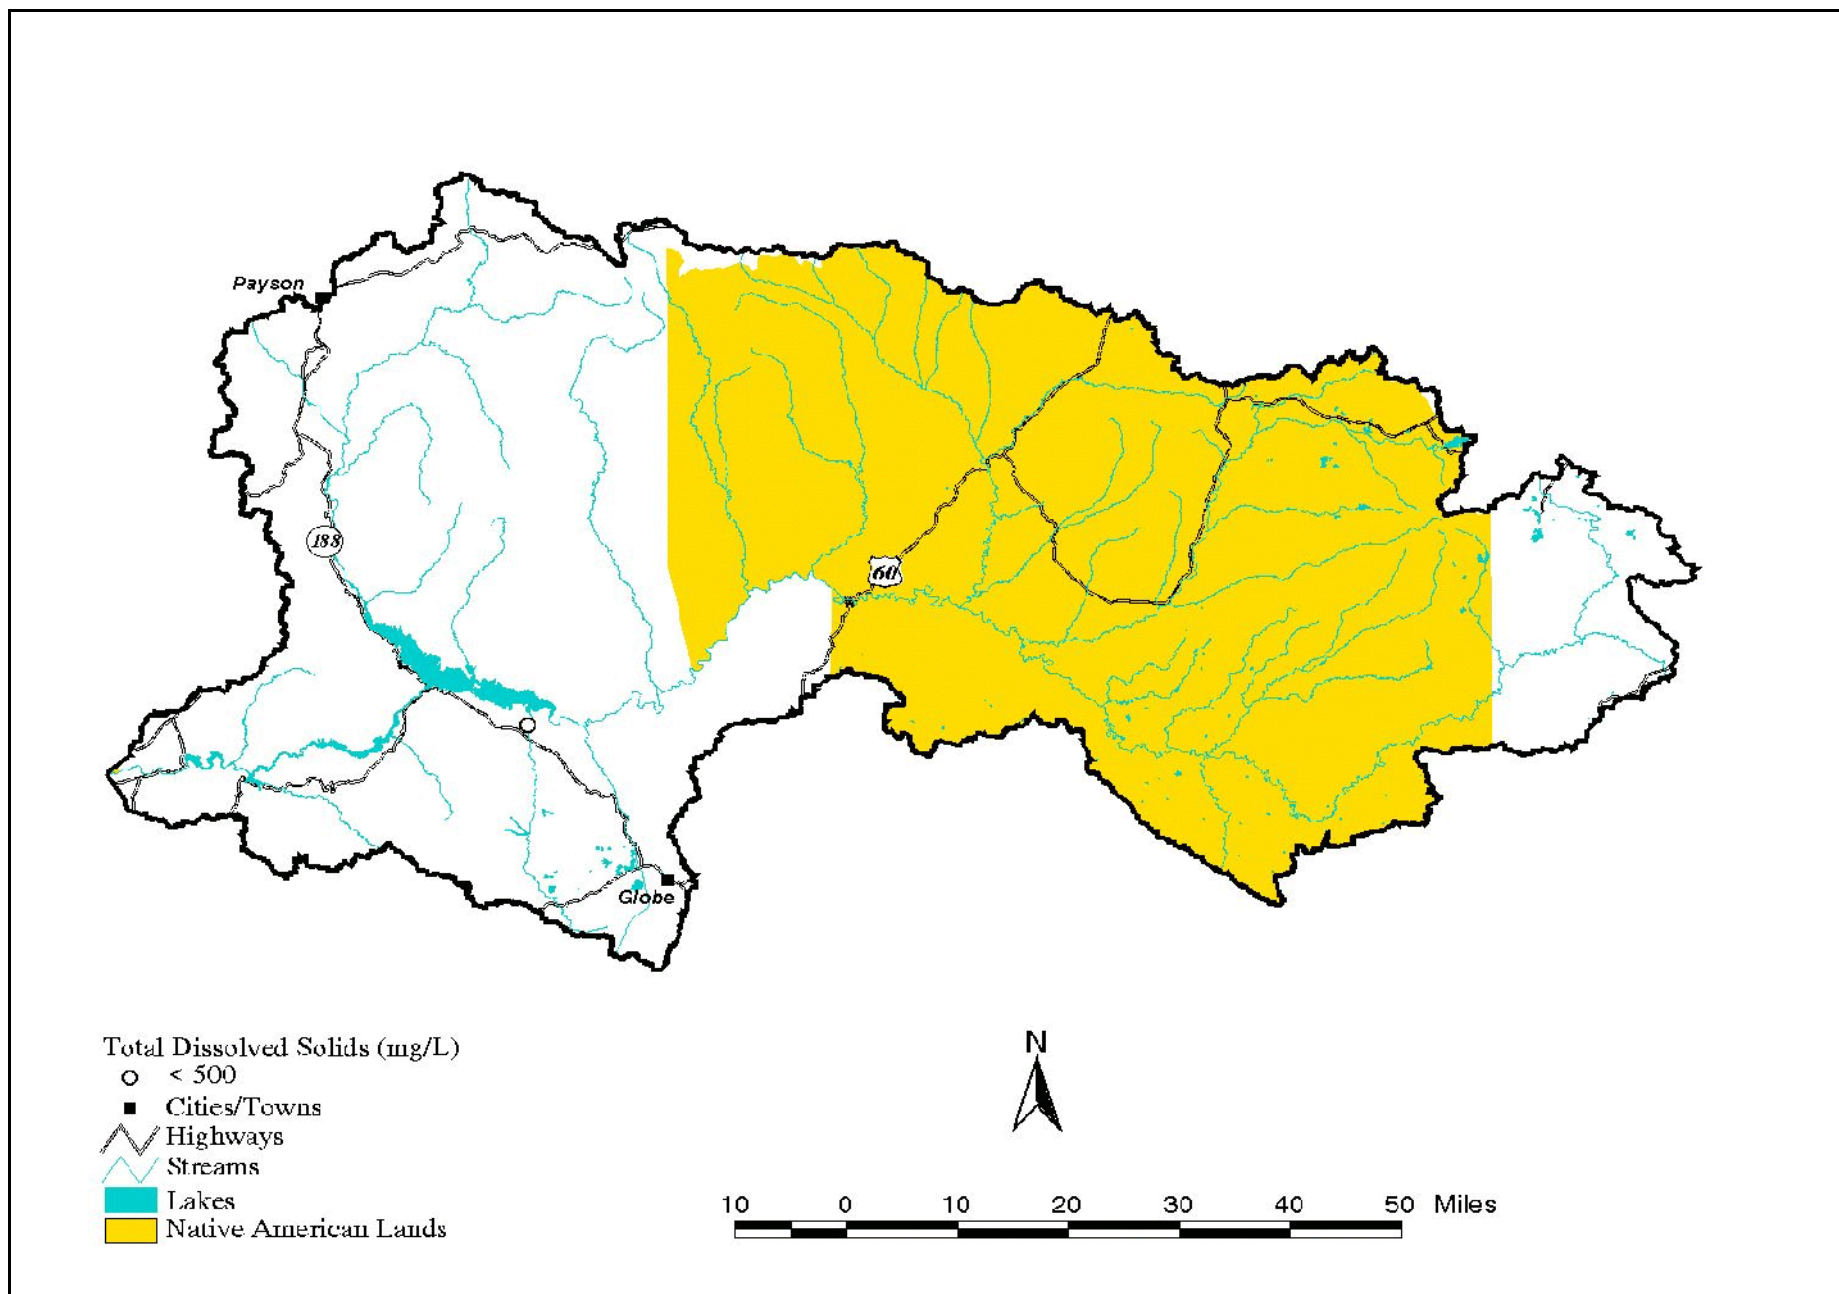 Payson
188
60
Globe
Total Dissolved Solids (mg/L)
< 500
Cities/Towns
Highways
Streams
Lakes
Native American Lands
N
10 0 10 20 30 40 50 Miles